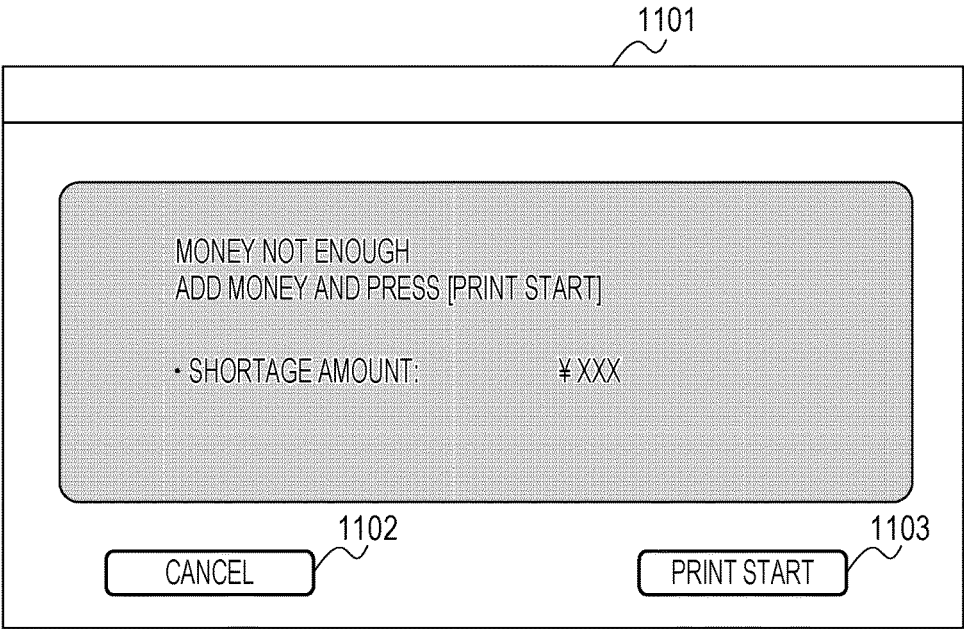 1101
MONEY NOT ENOUGH
ADD MONEY AND PRESS [PRINT START]
・SHORTAGE AMOUNT: ¥ XXX
1102
1103
CANCEL
PRINT START